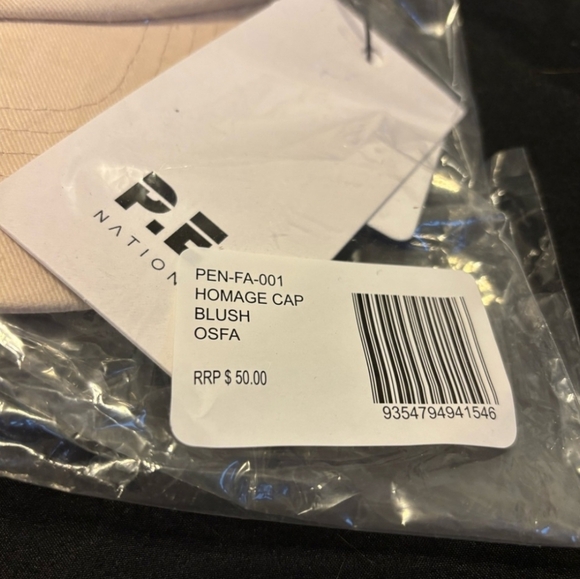 P.E
NATION
PEN-FA-001
HOMAGE CAP
BLUSH
OSFA
RRP $ 50.00
9354794941546